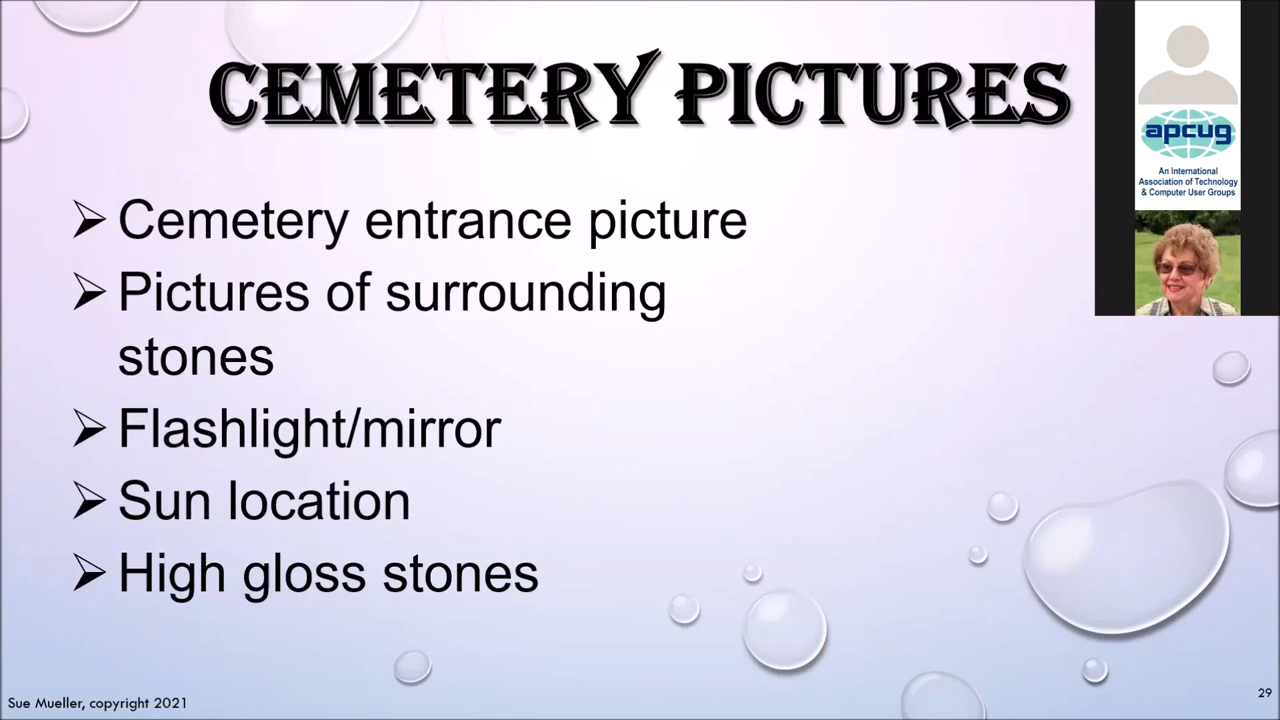 CEMETERY PICTURES
Cemetery entrance picture
Pictures of surrounding
stones
Flashlight/mirror
Sun location
High gloss stones
apcug
An International
Association of Technology
& Computer User Groups
Sue Mueller, copyright 2021
29